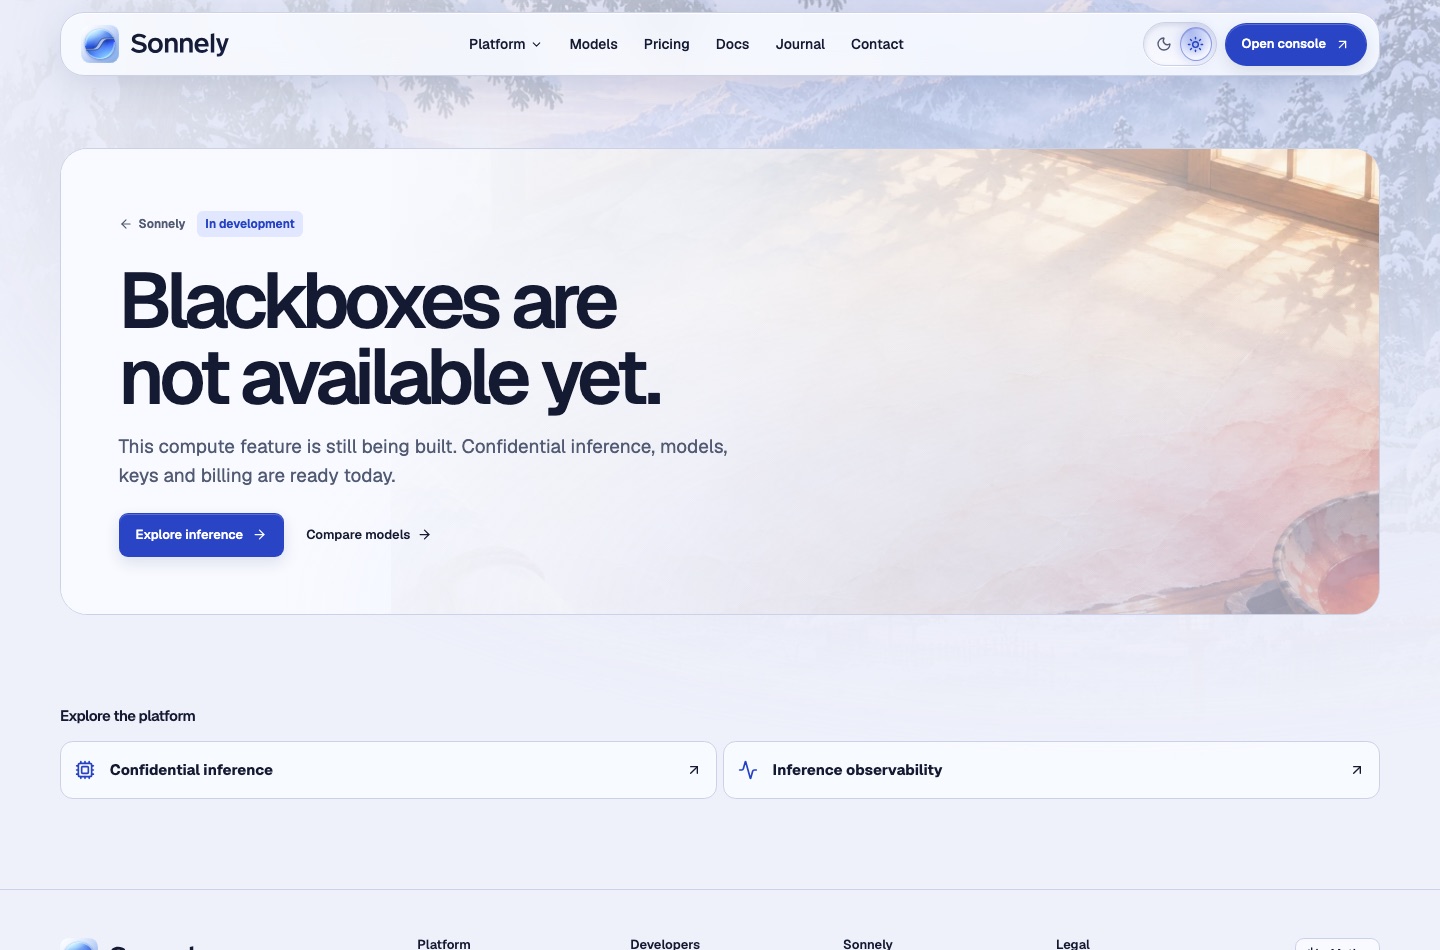 Sonnely
Platform
Models
Pricing
Docs
Journal
Contact
Open console
Sonnely
In development
Blackboxes are
not available yet.
This compute feature is still being built. Confidential inference, models,
keys and billing are ready today.
Explore inference
Compare models
Explore the platform
Confidential inference
Inference observability
Platform
Developers
Sonnely
Legal